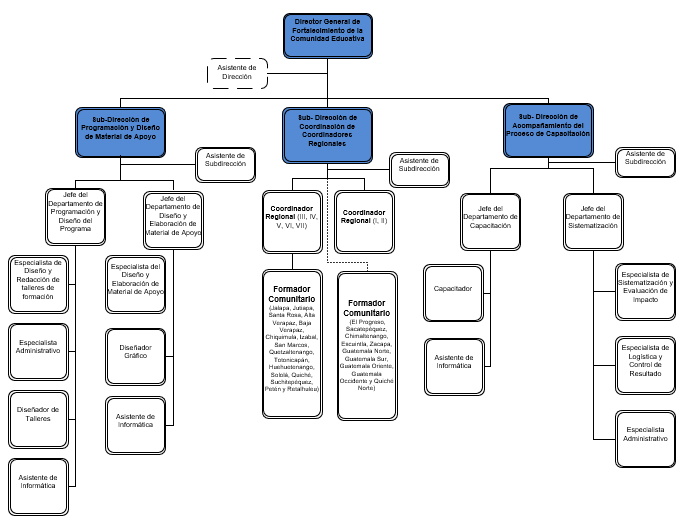 Director General de
Fortalecimiento de la
Comunidad Educativa
Asistente de
Dirección
Sub-Dirección de
Programación y Diseño
de Material de Apoyo
Sub- Dirección de
Coordinación de
Coordinadores
Regionales
Sub- Dirección de
Acompañamiento del
Proceso de Capacitación
Asistente de
Subdirección
Asistente de
Subdirección
Asistente de
Subdirección
Jefe del
Departamento de
Programación y
Diseño del
Programa
Jefe del
Departamento de
Diseño y
Elaboración de
Material de Apoyo
Coordinador
Regional (III, IV,
V, VI, VII)
Coordinador
Regional (I, II)
Jefe del
Departamento de
Capacitación
Jefe del
Departamento de
Sistematización
Especialista de
Diseño y
Redacción de
talleres de
formación
Especialista del
Diseño y
Elaboración de
Material de Apoyo
Formador
Comunitario
(Jalapa, Jutiapa,
Santa Rosa, Alta
Verapaz, Baja
Verapaz,
Chiquimula, Izabal,
San Marcos,
Quetzaltenango,
Totonicapán,
Huehuetenango,
Sololá, Quiché,
Suchitepéquez,
Petén y Retalhuleu)
Formador
Comunitario
(El Progreso,
Sacatepéquez,
Chimaltenango,
Escuintla, Zacapa,
Guatemala Norte,
Guatemala Sur,
Guatemala Oriente,
Guatemala
Occidente y Quiché
Norte)
Capacitador
Especialista de
Sistematización y
Evaluación de
Impacto
Especialista
Administrativo
Diseñador
Gráfico
Asistente de
Informática
Especialista de
Logística y
Control de
Resultado
Diseñador de
Talleres
Asistente de
Informática
Especialista
Administrativo
Asistente de
Informática